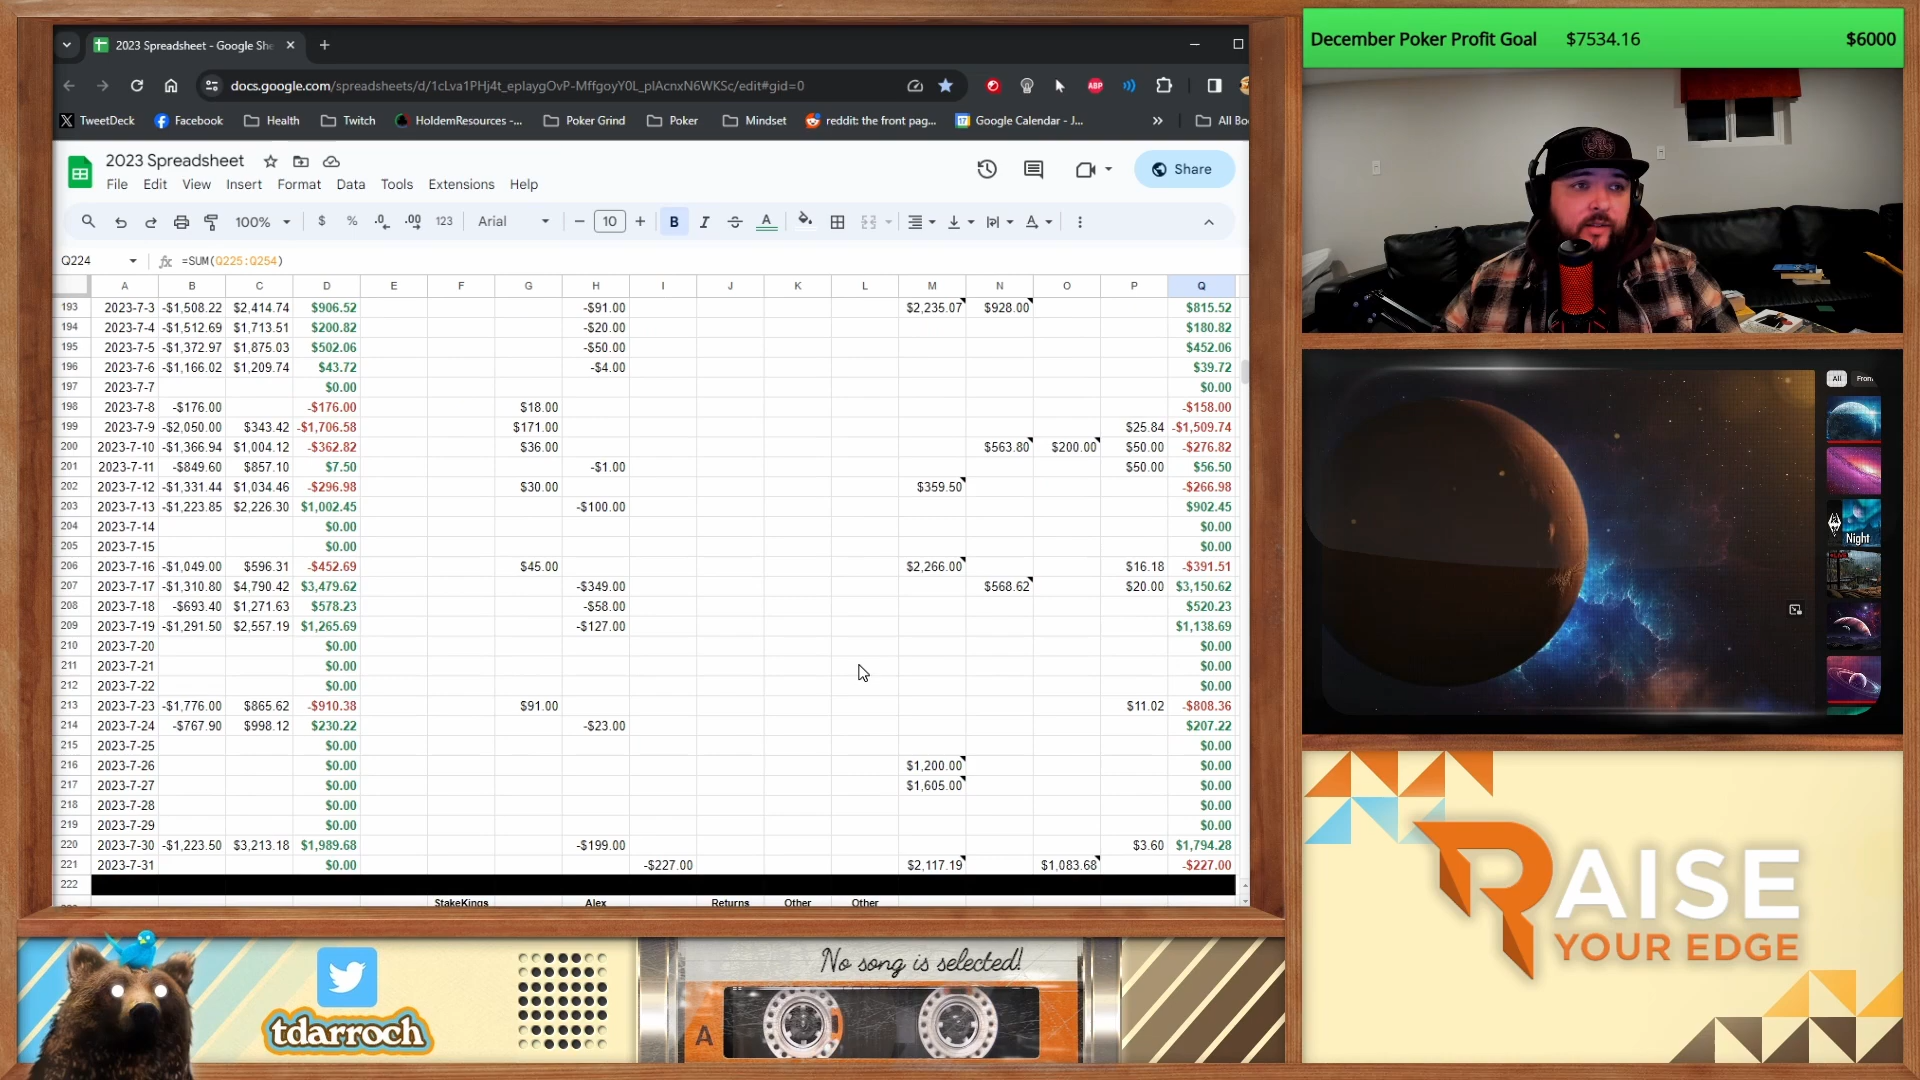 2023 Spreadsheet - Google She
docs.google.com/spreadsheets/d/1cLva1PHj4t_eplaygOvP-MffgoyY0L_plAcnxN6WKSc/edit#gid=0
TweetDeck Facebook Health Twitch HoldemResources -... Poker Grind Poker Mindset reddit: the front pag... Google Calendar - J... » All Bo
2023 Spreadsheet
File Edit View Insert Format Data Tools Extensions Help
Share
100% $ % .0 .00 123 Arial 10 B I A
Q224 fx =SUM(Q225:Q254)
A B C D E F G H I J K L M N O P Q
193 2023-7-3 -$1,508.22 $2,414.74 $906.52 -$91.00 $2,235.07 $928.00 $815.52
194 2023-7-4 -$1,512.69 $1,713.51 $200.82 -$20.00 $180.82
195 2023-7-5 -$1,372.97 $1,875.03 $502.06 -$50.00 $452.06
196 2023-7-6 -$1,166.02 $1,209.74 $43.72 -$4.00 $39.72
197 2023-7-7 $0.00 $0.00
198 2023-7-8 -$176.00 -$176.00 $18.00 -$158.00
199 2023-7-9 -$2,050.00 $343.42 -$1,706.58 $171.00 $25.84 -$1,509.74
200 2023-7-10 -$1,366.94 $1,004.12 -$362.82 $36.00 $563.80 $200.00 $50.00 -$276.82
201 2023-7-11 -$849.60 $857.10 $7.50 -$1.00 $50.00 $56.50
202 2023-7-12 -$1,331.44 $1,034.46 -$296.98 $30.00 $359.50 -$266.98
203 2023-7-13 -$1,223.85 $2,226.30 $1,002.45 -$100.00 $902.45
204 2023-7-14 $0.00 $0.00
205 2023-7-15 $0.00 $0.00
206 2023-7-16 -$1,049.00 $596.31 -$452.69 $45.00 $2,266.00 $16.18 -$391.51
207 2023-7-17 -$1,310.80 $4,790.42 $3,479.62 -$349.00 $568.62 $20.00 $3,150.62
208 2023-7-18 -$693.40 $1,271.63 $578.23 -$58.00 $520.23
209 2023-7-19 -$1,291.50 $2,557.19 $1,265.69 -$127.00 $1,138.69
210 2023-7-20 $0.00 $0.00
211 2023-7-21 $0.00 $0.00
212 2023-7-22 $0.00 $0.00
213 2023-7-23 -$1,776.00 $865.62 -$910.38 $91.00 $11.02 -$808.36
214 2023-7-24 -$767.90 $998.12 $230.22 -$23.00 $207.22
215 2023-7-25 $0.00 $0.00
216 2023-7-26 $0.00 $1,200.00 $0.00
217 2023-7-27 $0.00 $1,605.00 $0.00
218 2023-7-28 $0.00 $0.00
219 2023-7-29 $0.00 $0.00
220 2023-7-30 -$1,223.50 $3,213.18 $1,989.68 -$199.00 $3.60 $1,794.28
221 2023-7-31 $0.00 -$227.00 $2,117.19 $1,083.68 -$227.00
222
StakeKings Alex Returns Other Other
December Poker Profit Goal $7534.16 $6000
All Fron
Night
tdarroch
No song is selected!
A
RAISE
YOUR EDGE